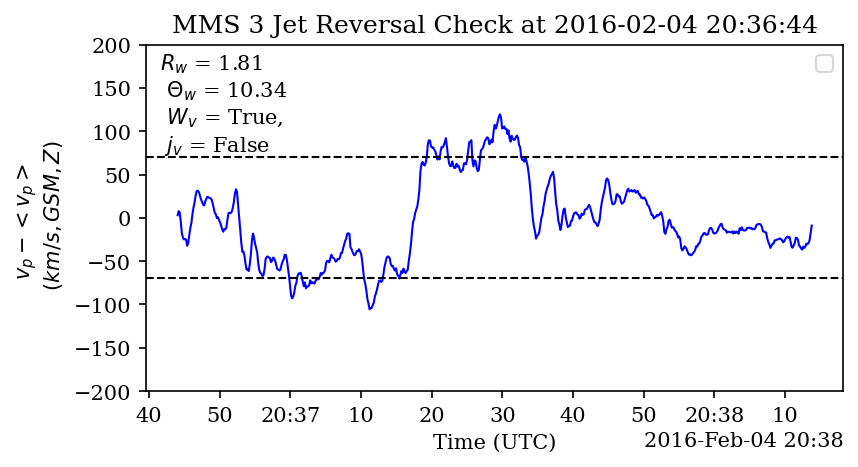 MMS 3 Jet Reversal Check at 2016-02-04 20:36:44
R_w = 1.81
Θ_w = 10.34
W_v = True,
j_v = False
v_p − < v_p >
(km/s, GSM, Z)
200
150
100
50
0
−50
−100
−150
−200
40 50 20:37 10 20 30 40 50 20:38 10
Time (UTC)
2016-Feb-04 20:38